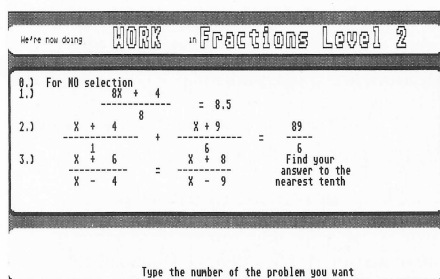 We're now doing WORK in Fractions Level 2
0.) For NO selection
1.) 8X + 4
----------- = 8.5
8
2.) X + 4 X + 9 89
----------- + ----------- = -----
1 6 6
3.) X + 6 X + 8 Find your
----------- = ----------- answer to the
X - 4 X - 9 nearest tenth
Type the number of the problem you want